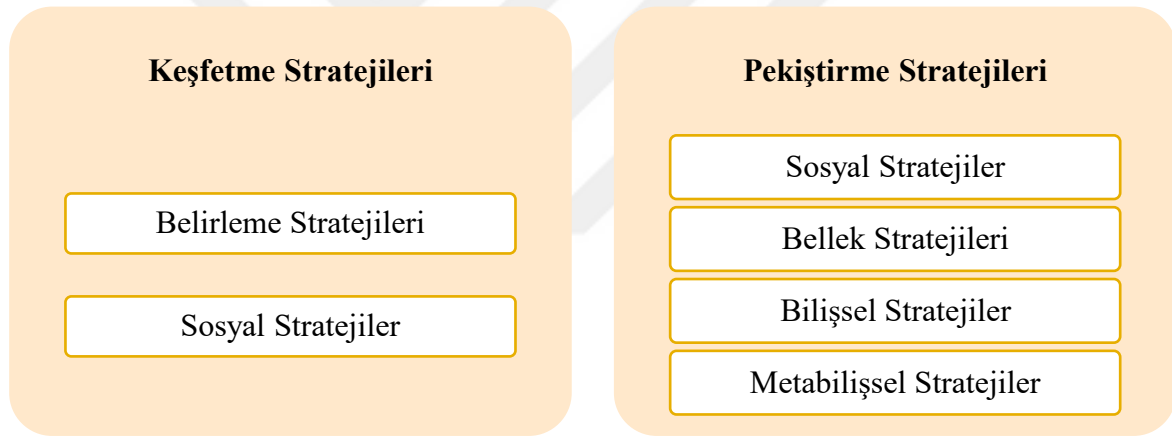 Keşfetme Stratejileri
Belirleme Stratejileri
Sosyal Stratejiler
Pekiştirme Stratejileri
Sosyal Stratejiler
Bellek Stratejileri
Bilişsel Stratejiler
Metabilişsel Stratejiler